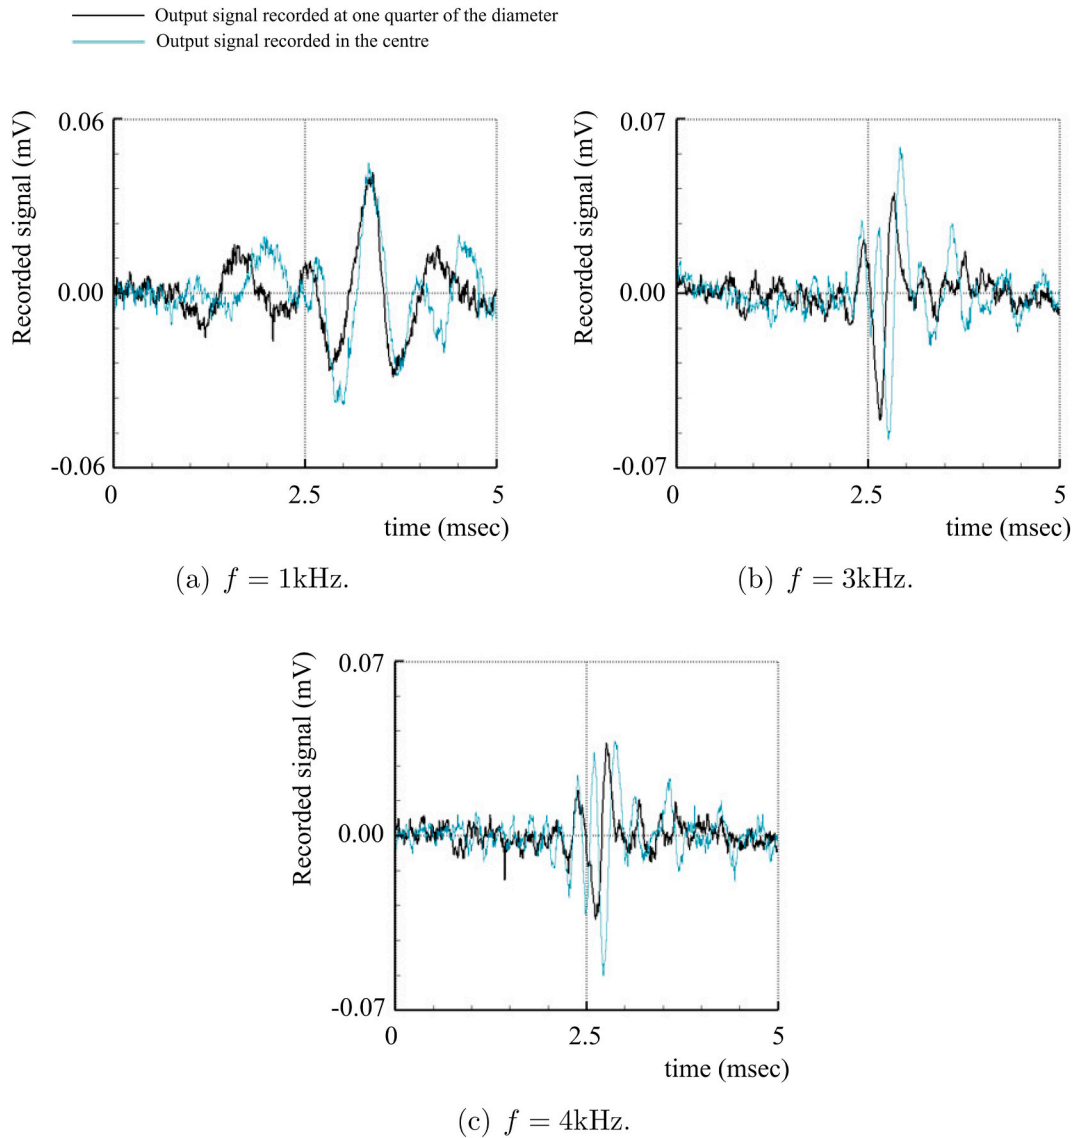 Output signal recorded at one quarter of the diameter
Output signal recorded in the centre
Recorded signal (mV)
0.06
0.00
-0.06
0
2.5
5
time (msec)
(a) f = 1kHz.
Recorded signal (mV)
0.07
0.00
-0.07
0
2.5
5
time (msec)
(b) f = 3kHz.
Recorded signal (mV)
0.07
0.00
-0.07
0
2.5
5
time (msec)
(c) f = 4kHz.